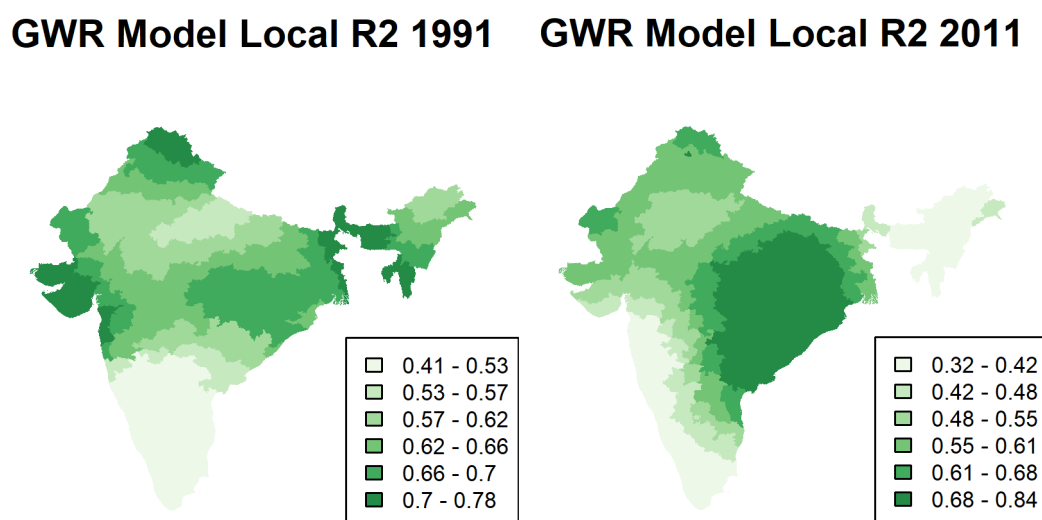 GWR Model Local R2 1991
0.41 - 0.53
0.53 - 0.57
0.57 - 0.62
0.62 - 0.66
0.66 - 0.7
0.7 - 0.78
GWR Model Local R2 2011
0.32 - 0.42
0.42 - 0.48
0.48 - 0.55
0.55 - 0.61
0.61 - 0.68
0.68 - 0.84